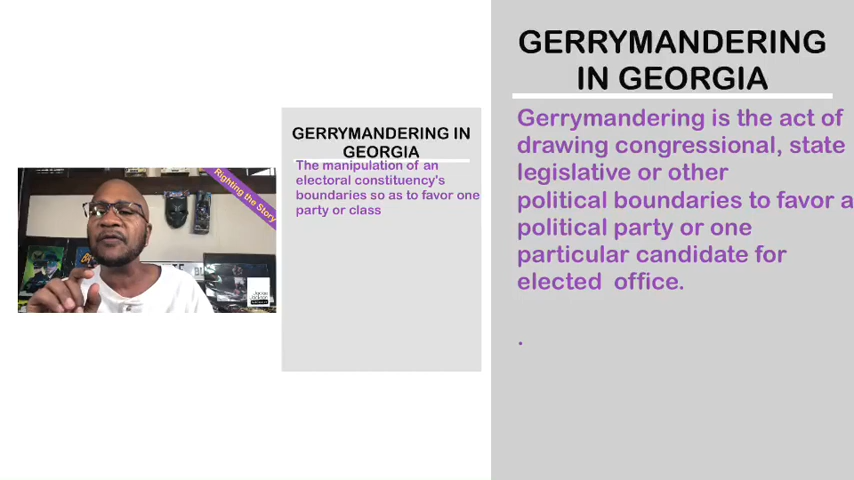 Righting the Story
GERRYMANDERING IN
GEORGIA
The manipulation of an
electoral constituency's
boundaries so as to favor one
party or class
GERRYMANDERING
IN GEORGIA
Gerrymandering is the act of
drawing congressional, state
legislative or other
political boundaries to favor a
political party or one
particular candidate for
elected office.
.